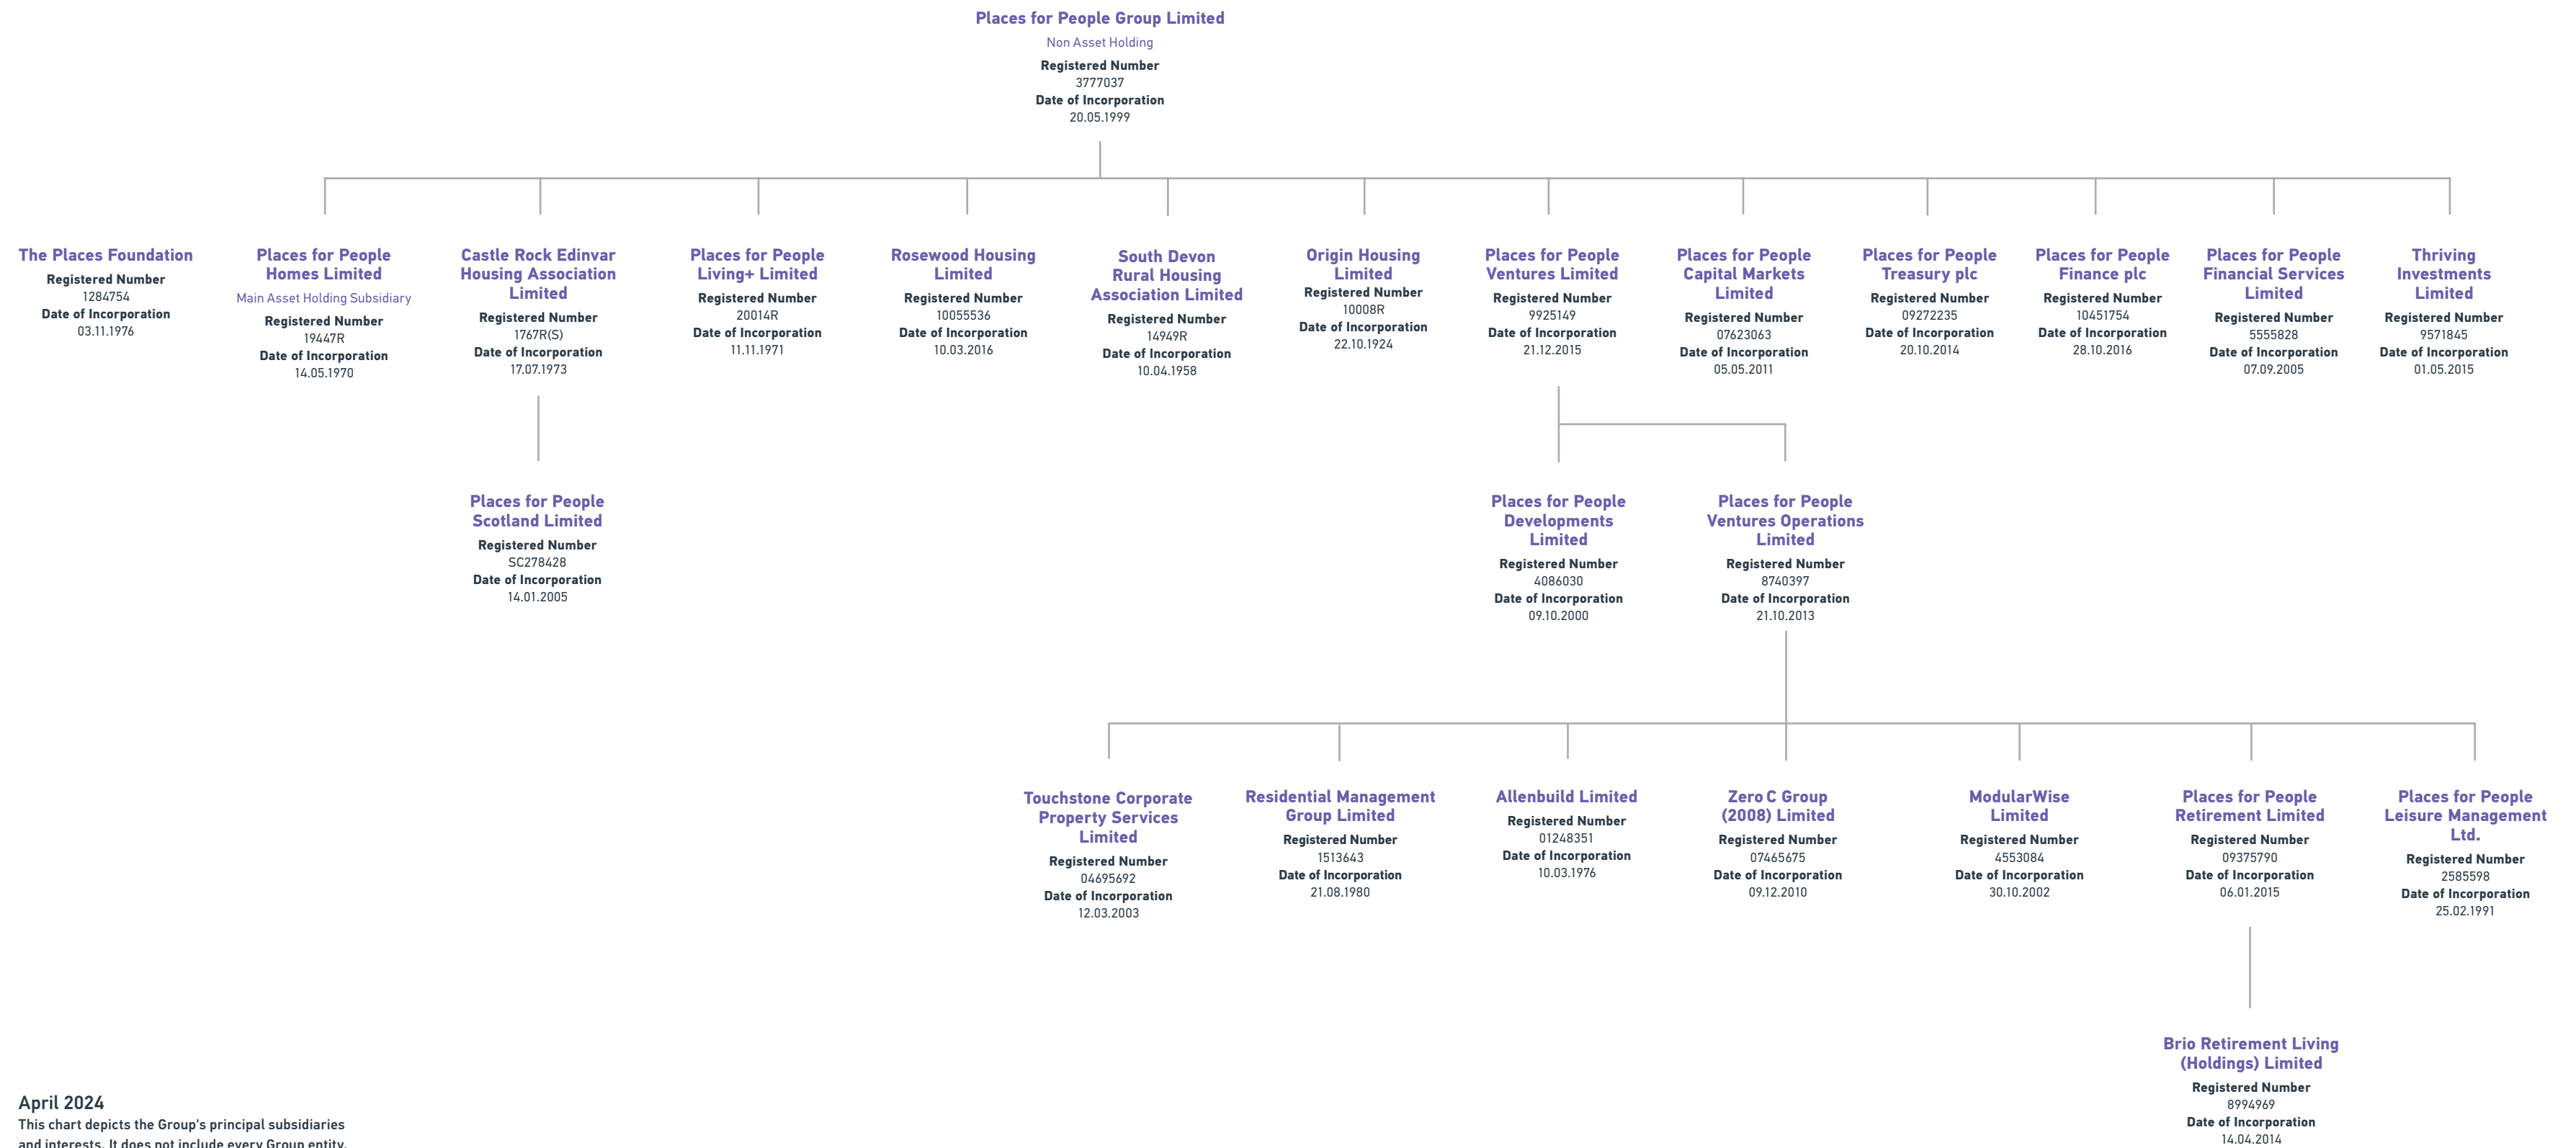 Places for People Group Limited
Non Asset Holding
Registered Number
3777037
Date of Incorporation
20.05.1999
The Places Foundation
Registered Number
1284754
Date of Incorporation
03.11.1976
Places for People
Homes Limited
Main Asset Holding Subsidiary
Registered Number
19447R
Date of Incorporation
14.05.1970
Castle Rock Edinvar
Housing Association
Limited
Registered Number
1767R(S)
Date of Incorporation
17.07.1973
Places for People
Living+ Limited
Registered Number
20014R
Date of Incorporation
11.11.1971
Rosewood Housing
Limited
Registered Number
10055536
Date of Incorporation
10.03.2016
South Devon
Rural Housing
Association Limited
Registered Number
14949R
Date of Incorporation
10.04.1958
Origin Housing
Limited
Registered Number
10008R
Date of Incorporation
22.10.1924
Places for People
Ventures Limited
Registered Number
9925149
Date of Incorporation
21.12.2015
Places for People
Capital Markets
Limited
Registered Number
07623063
Date of Incorporation
05.05.2011
Places for People
Treasury plc
Registered Number
09272235
Date of Incorporation
20.10.2014
Places for People
Finance plc
Registered Number
10451754
Date of Incorporation
28.10.2016
Places for People
Financial Services
Limited
Registered Number
5555828
Date of Incorporation
07.09.2005
Thriving
Investments
Limited
Registered Number
9571845
Date of Incorporation
01.05.2015
Places for People
Scotland Limited
Registered Number
SC278428
Date of Incorporation
14.01.2005
Places for People
Developments
Limited
Registered Number
4086030
Date of Incorporation
09.10.2000
Places for People
Ventures Operations
Limited
Registered Number
8740397
Date of Incorporation
21.10.2013
Touchstone Corporate
Property Services
Limited
Registered Number
04695692
Date of Incorporation
12.03.2003
Residential Management
Group Limited
Registered Number
1513643
Date of Incorporation
21.08.1980
Allenbuild Limited
Registered Number
01248351
Date of Incorporation
10.03.1976
Zero C Group
(2008) Limited
Registered Number
07465675
Date of Incorporation
09.12.2010
ModularWise
Limited
Registered Number
4553084
Date of Incorporation
30.10.2002
Places for People
Retirement Limited
Registered Number
09375790
Date of Incorporation
06.01.2015
Places for People
Leisure Management
Ltd.
Registered Number
2585598
Date of Incorporation
25.02.1991
Brio Retirement Living
(Holdings) Limited
Registered Number
8994969
Date of Incorporation
14.04.2014
April 2024
This chart depicts the Group's principal subsidiaries
and interests. It does not include every Group entity.